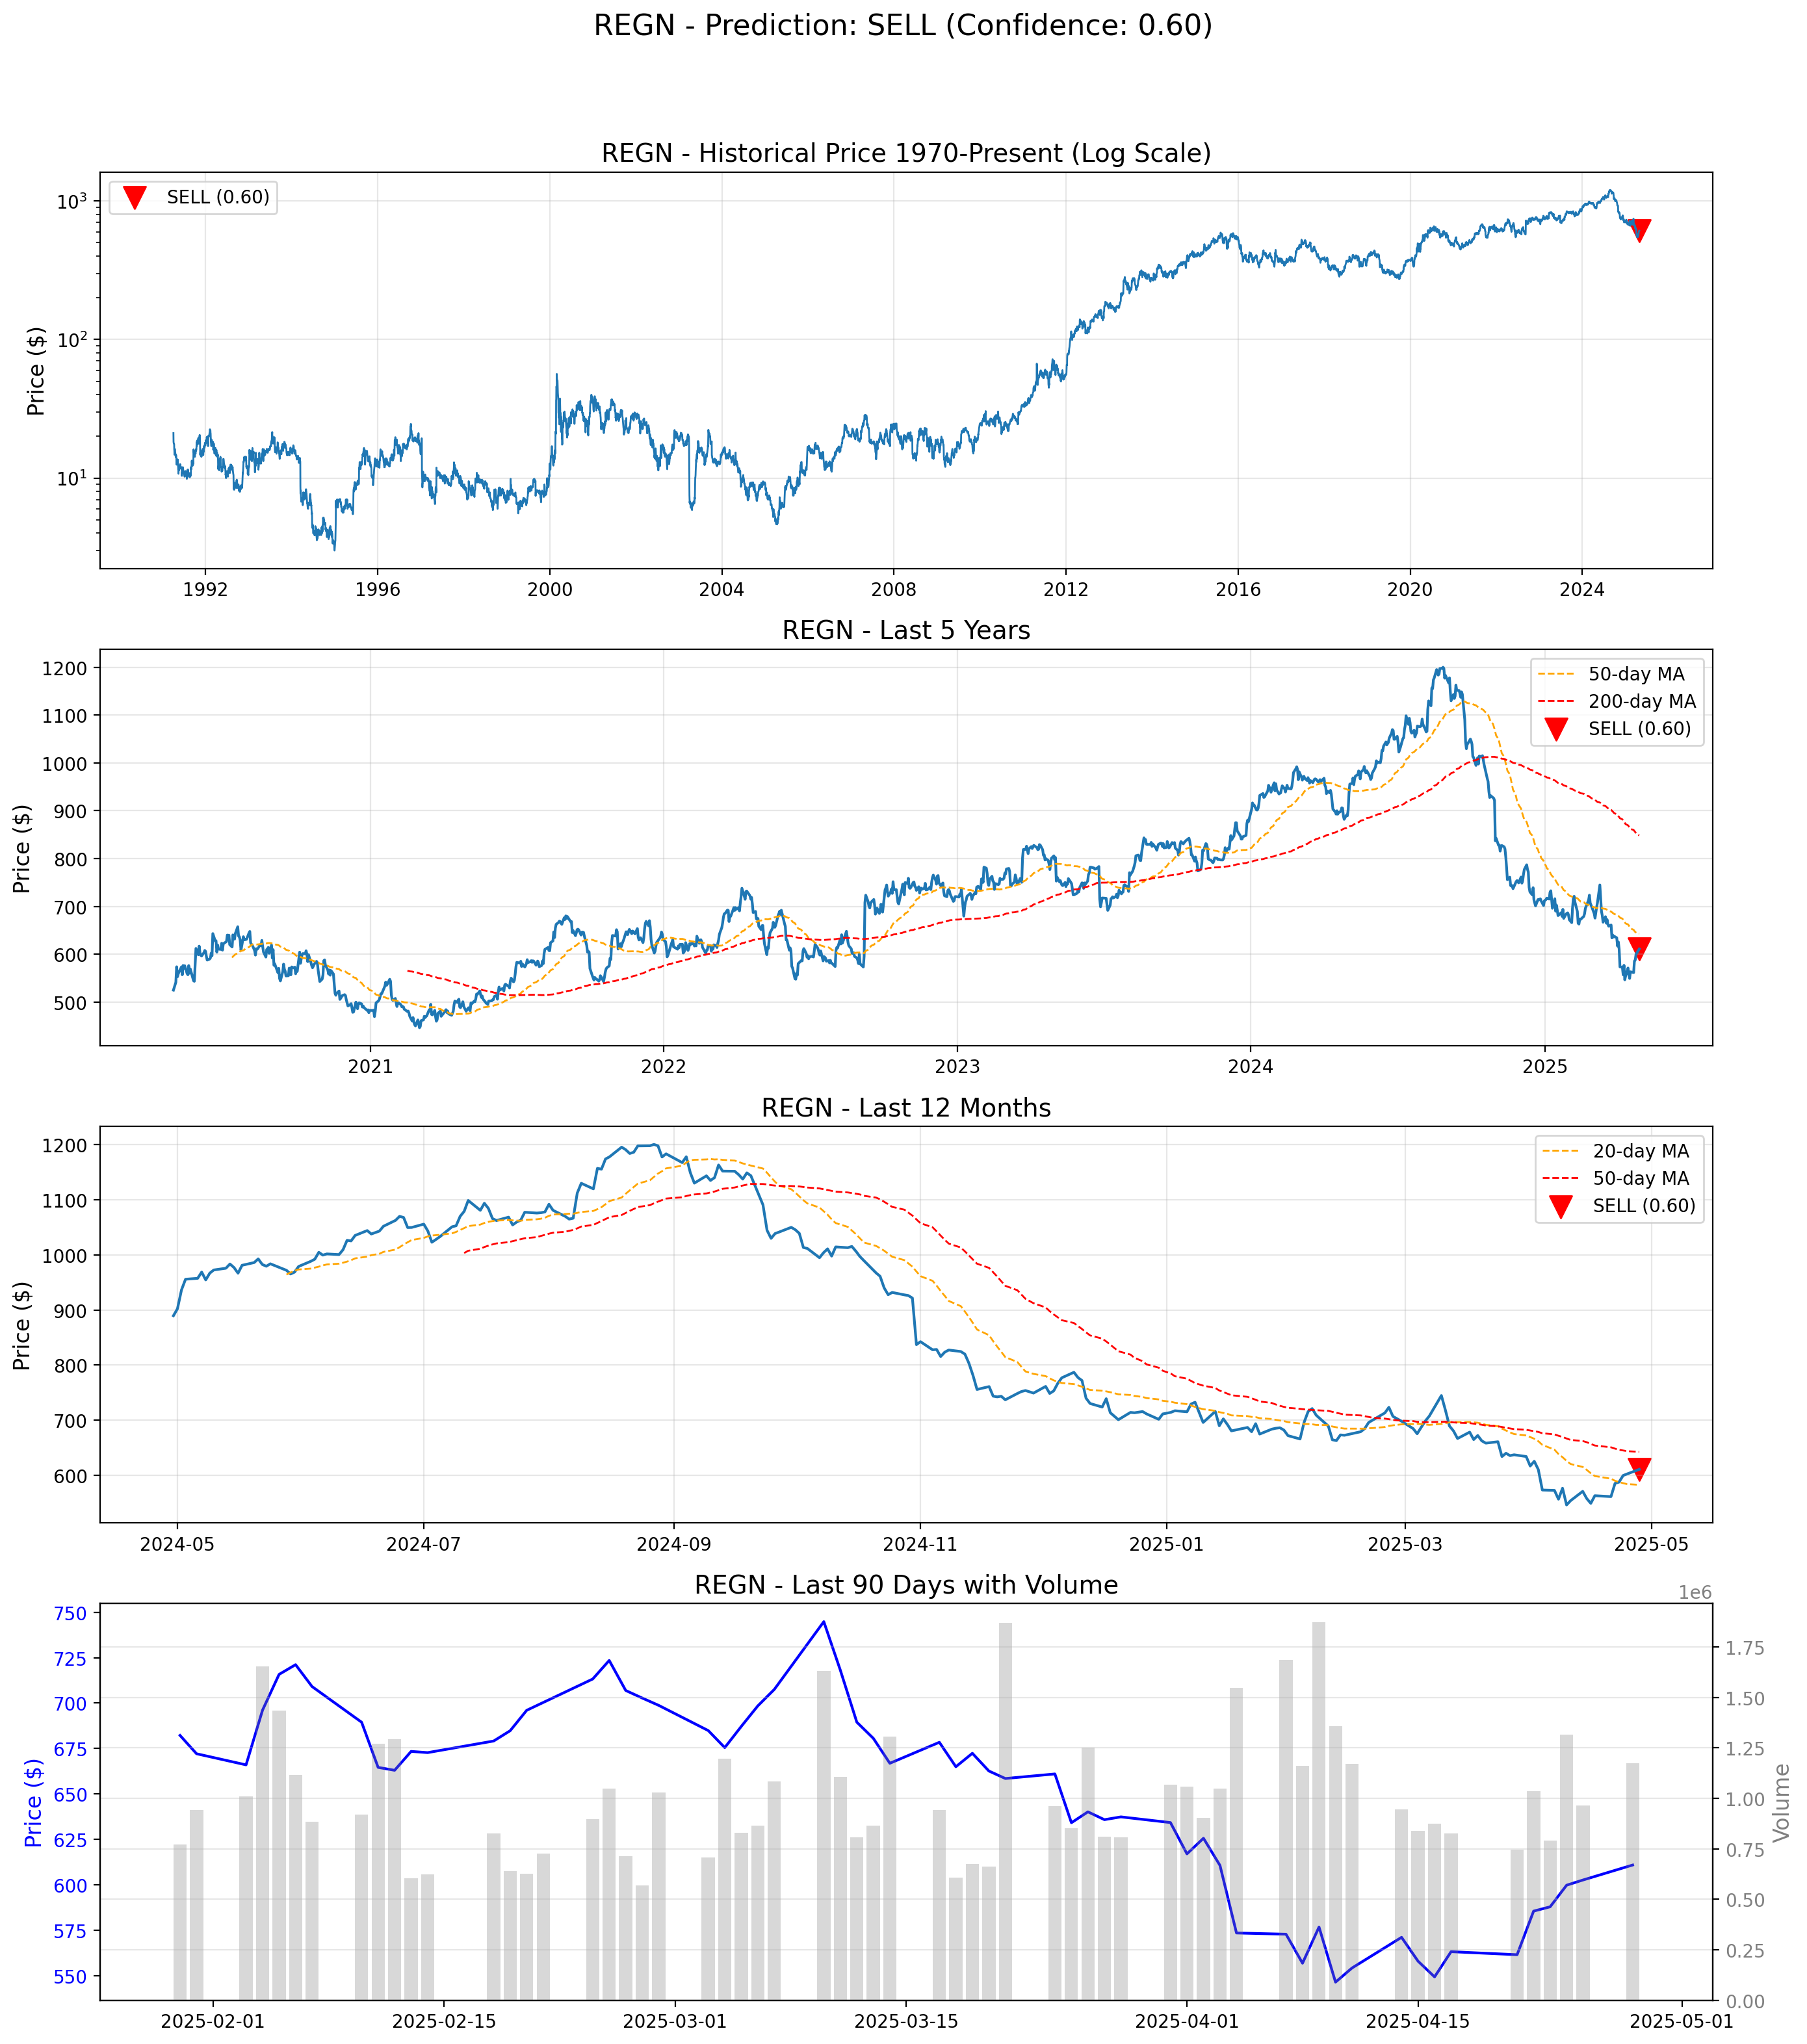 REGN - Prediction: SELL (Confidence: 0.60)
REGN - Historical Price 1970-Present (Log Scale)
SELL (0.60)
Price ($)
10³
10²
10¹
1992 1996 2000 2004 2008 2012 2016 2020 2024
REGN - Last 5 Years
50-day MA
200-day MA
SELL (0.60)
Price ($)
1200
1100
1000
900
800
700
600
500
2021 2022 2023 2024 2025
REGN - Last 12 Months
20-day MA
50-day MA
SELL (0.60)
Price ($)
1200
1100
1000
900
800
700
600
2024-05 2024-07 2024-09 2024-11 2025-01 2025-03 2025-05
REGN - Last 90 Days with Volume
1e6
Price ($)
750
725
700
675
650
625
600
575
550
1.75
1.50
1.25
1.00
0.75
0.50
0.25
0.00
Volume
2025-02-01 2025-02-15 2025-03-01 2025-03-15 2025-04-01 2025-04-15 2025-05-01